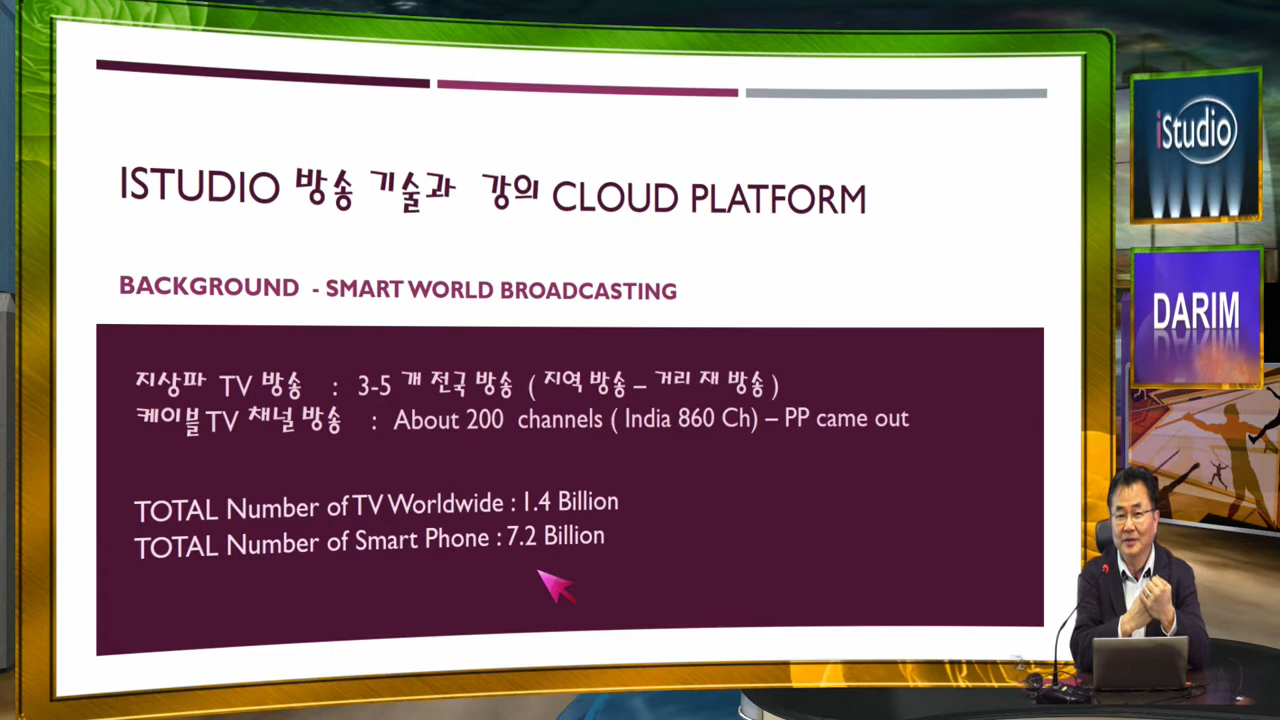 ISTUDIO 방송 기술과 강의 CLOUD PLATFORM
BACKGROUND - SMART WORLD BROADCASTING
지상파 TV 방송 : 3-5 개 전국 방송 ( 지역 방송 – 거리 재 방송 )
케이블TV 채널 방송 : About 200 channels ( India 860 Ch) – PP came out
TOTAL Number of TV Worldwide : 1.4 Billion
TOTAL Number of Smart Phone : 7.2 Billion
iStudio
DARIM